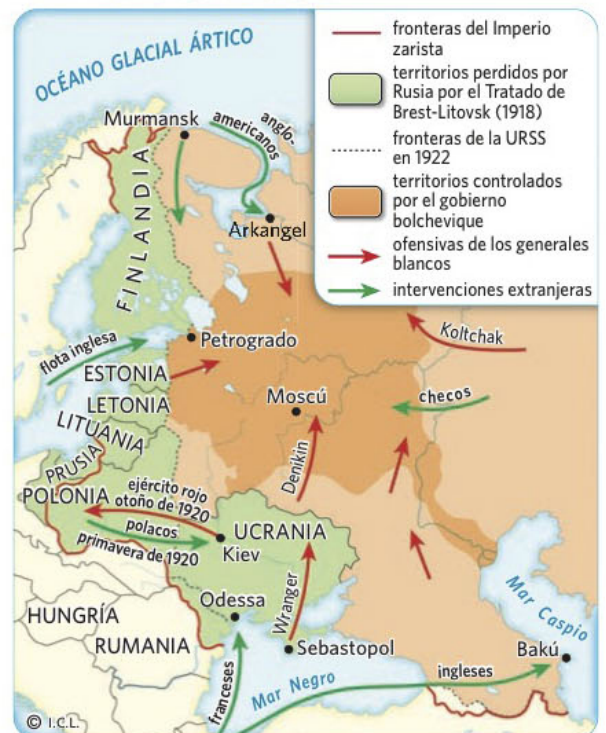 fronteras del Imperio
zarista
territorios perdidos por
Rusia por el Tratado de
Brest-Litovsk (1918)
fronteras de la URSS
en 1922
territorios controlados
por el gobierno
bolchevique
ofensivas de los generales
blancos
intervenciones extranjeras
OCÉANO GLACIAL ÁRTICO
Murmansk
anglo-
americanos
Arkangel
FINLANDIA
Koltchak
flota inglesa
Petrogrado
ESTONIA
LETONIA
LITUANIA
PRUSIA
Moscú
checos
Denikin
POLONIA
ejército rojo
otoño de 1920
polacos
primavera de 1920
UCRANIA
Kiev
Odessa
Wranger
HUNGRÍA
RUMANIA
Sebastopol
Mar Caspio
Bakú
ingleses
Mar Negro
franceses
© I.C.L.